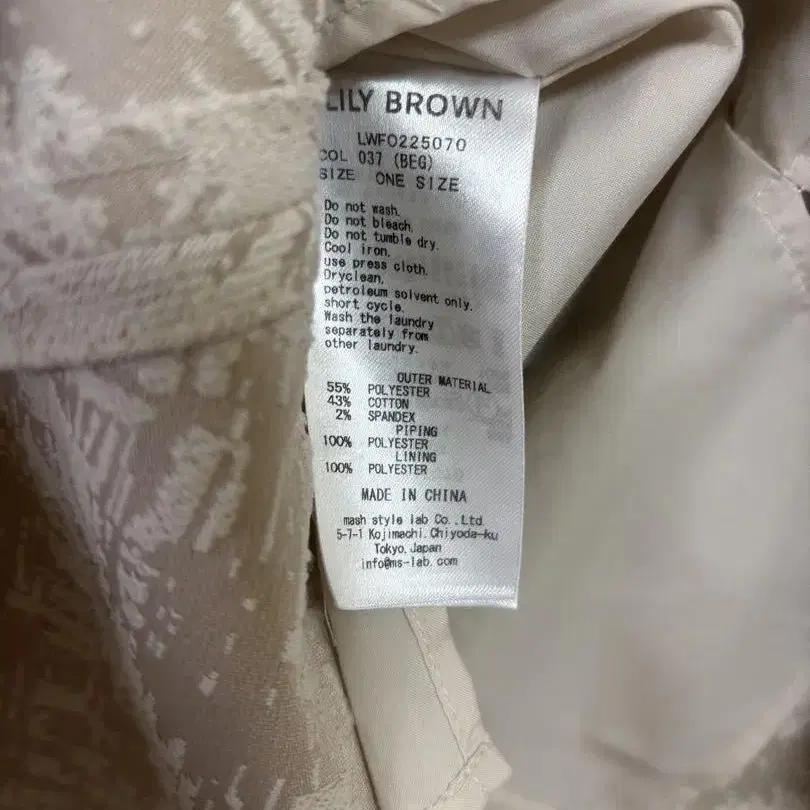 LILY BROWN
LWFO225070
COL 037 (BEG)
SIZE ONE SIZE
Do not wash.
Do not bleach.
Do not tumble dry.
Cool iron.
use press cloth.
Dryclean,
petroleum solvent only.
short cycle.
Wash the laundry
separately from
other laundry.
OUTER MATERIAL
55% POLYESTER
43% COTTON
2% SPANDEX
PIPING
100% POLYESTER
LINING
100% POLYESTER
MADE IN CHINA
mash style lab Co.,Ltd
5-7-1 Kojimachi.Chiyoda-ku
Tokyo,Japan
info@ms-lab.com